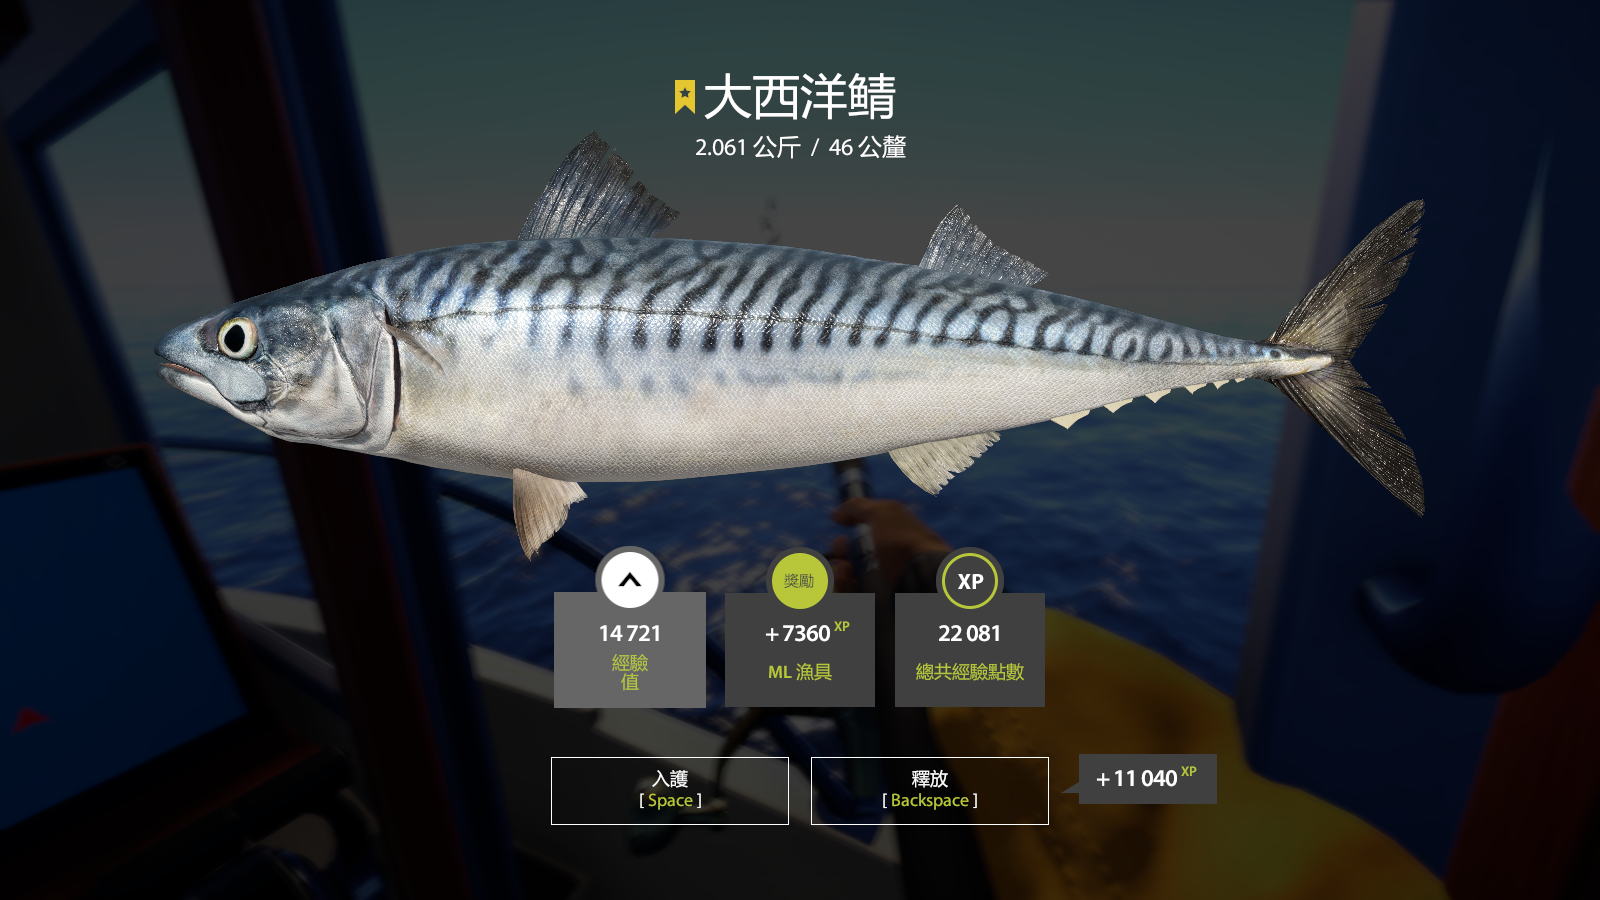 大西洋鯖
2.061 公斤 / 46 公釐
14 721
經驗
值
獎勵
+7360 XP
ML 漁具
XP
22 081
總共經驗點數
入護
[ Space ]
釋放
[ Backspace ]
+11 040 XP